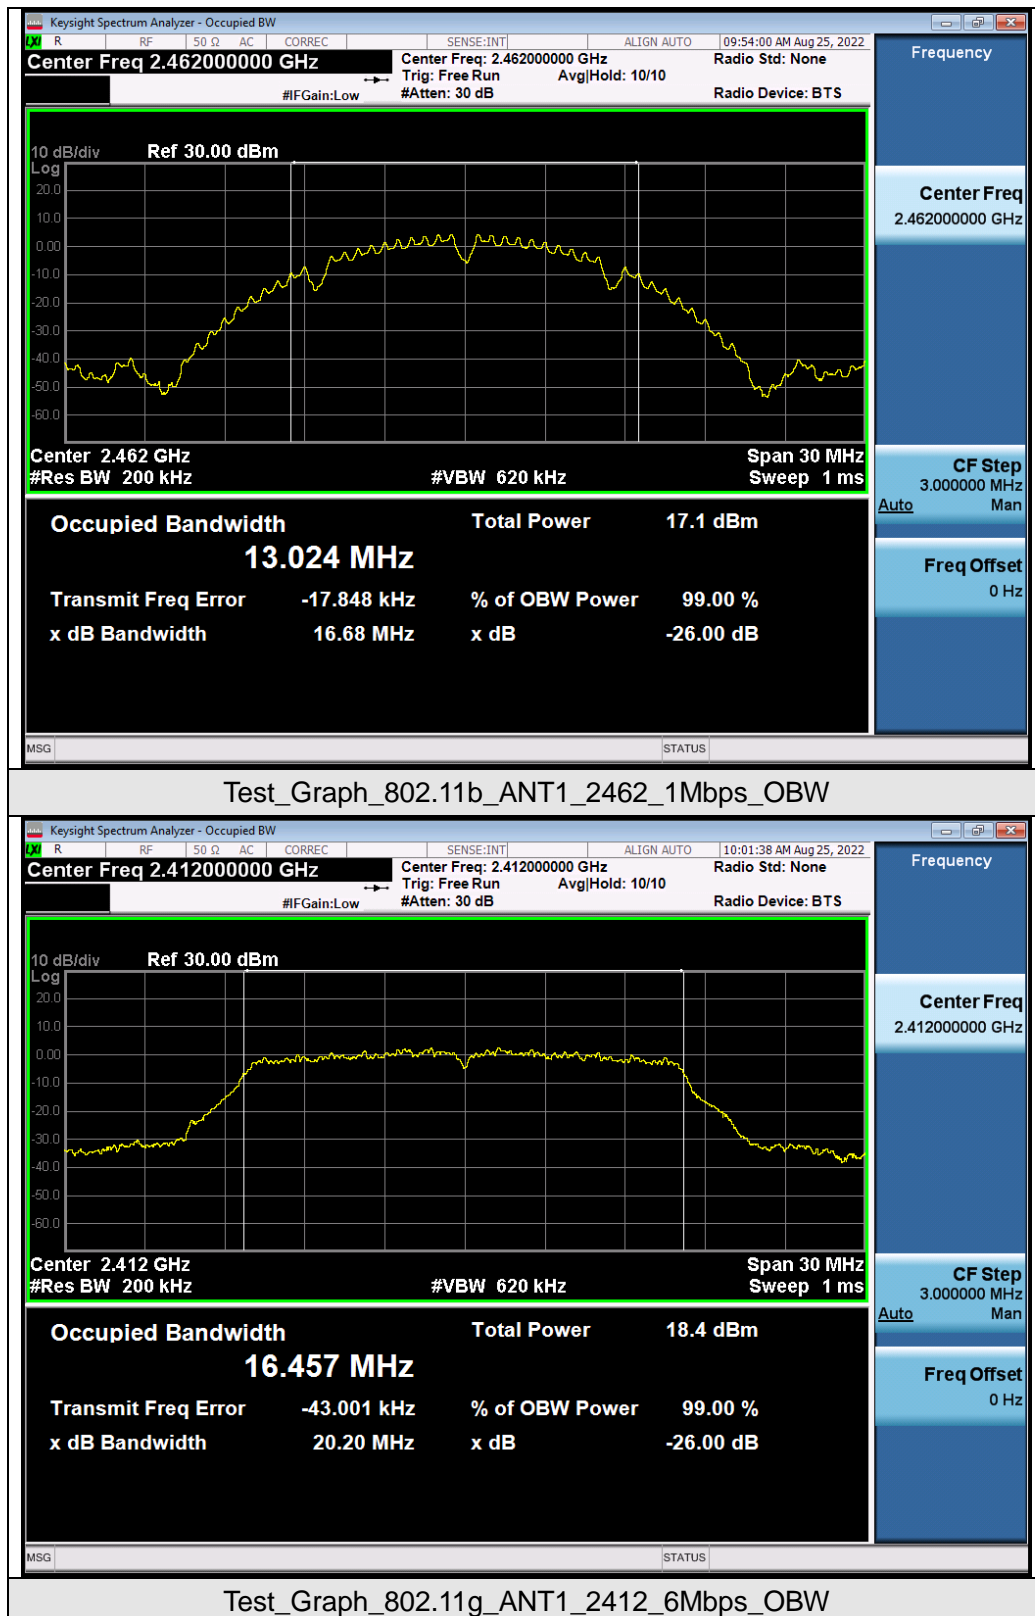 Keysight Spectrum Analyzer - Occupied BW
LXI R RF 50 Ω AC CORREC SENSE:INT ALIGN AUTO 09:54:00 AM Aug 25, 2022
Center Freq 2.462000000 GHz
Center Freq: 2.462000000 GHz
Radio Std: None
Trig: Free Run Avg|Hold: 10/10
#IFGain:Low #Atten: 30 dB Radio Device: BTS
Frequency
10 dB/div Ref 30.00 dBm
Log
20.0
10.0
0.00
-10.0
-20.0
-30.0
-40.0
-50.0
-60.0
Center 2.462 GHz Span 30 MHz
#Res BW 200 kHz #VBW 620 kHz Sweep 1 ms
Center Freq
2.462000000 GHz
CF Step
3.000000 MHz
Auto Man
Freq Offset
0 Hz
Occupied Bandwidth Total Power 17.1 dBm
13.024 MHz
Transmit Freq Error -17.848 kHz % of OBW Power 99.00 %
x dB Bandwidth 16.68 MHz x dB -26.00 dB
MSG STATUS
Test_Graph_802.11b_ANT1_2462_1Mbps_OBW
Keysight Spectrum Analyzer - Occupied BW
LXI R RF 50 Ω AC CORREC SENSE:INT ALIGN AUTO 10:01:38 AM Aug 25, 2022
Center Freq 2.412000000 GHz
Center Freq: 2.412000000 GHz
Radio Std: None
Trig: Free Run Avg|Hold: 10/10
#IFGain:Low #Atten: 30 dB Radio Device: BTS
Frequency
10 dB/div Ref 30.00 dBm
Log
20.0
10.0
0.00
-10.0
-20.0
-30.0
-40.0
-50.0
-60.0
Center 2.412 GHz Span 30 MHz
#Res BW 200 kHz #VBW 620 kHz Sweep 1 ms
Center Freq
2.412000000 GHz
CF Step
3.000000 MHz
Auto Man
Freq Offset
0 Hz
Occupied Bandwidth Total Power 18.4 dBm
16.457 MHz
Transmit Freq Error -43.001 kHz % of OBW Power 99.00 %
x dB Bandwidth 20.20 MHz x dB -26.00 dB
MSG STATUS
Test_Graph_802.11g_ANT1_2412_6Mbps_OBW